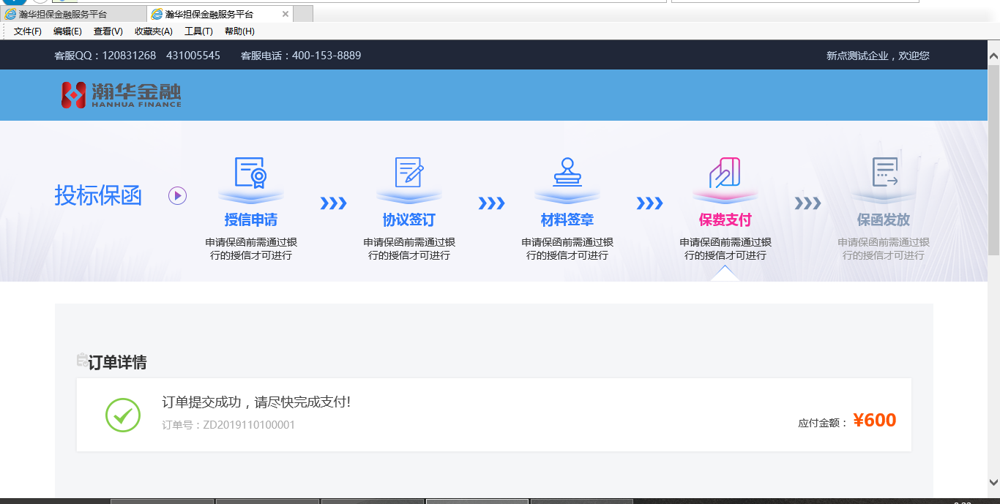 瀚华担保金融服务平台
瀚华担保金融服务平台
文件(F) 编辑(E) 查看(V) 收藏夹(A) 工具(T) 帮助(H)
客服QQ：120831268 431005545 客服电话：400-153-8889
新点测试企业，欢迎您
瀚华金融
HANHUA FINANCE
投标保函
授信申请
申请保函前需通过银
行的授信才可进行
协议签订
申请保函前需通过银
行的授信才可进行
材料签章
申请保函前需通过银
行的授信才可进行
保费支付
申请保函前需通过银
行的授信才可进行
保函发放
申请保函前需通过银
行的授信才可进行
订单详情
订单提交成功，请尽快完成支付!
订单号：ZD2019110100001
应付金额： ¥600